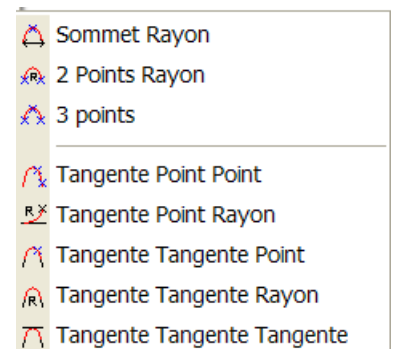 Sommet Rayon
2 Points Rayon
3 points
Tangente Point Point
Tangente Point Rayon
Tangente Tangente Point
Tangente Tangente Rayon
Tangente Tangente Tangente